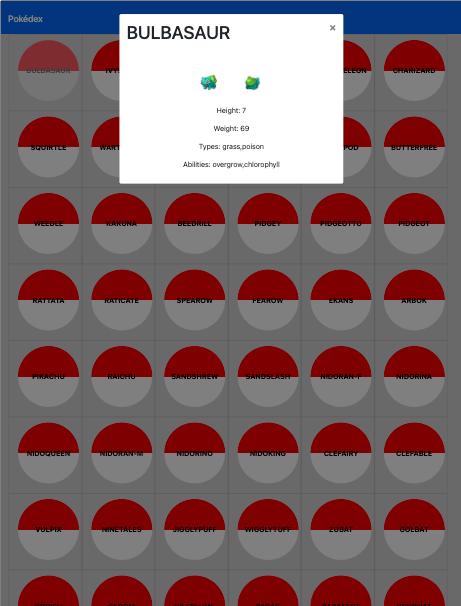 Pokédex
BULBASAUR
×
Height: 7
Weight: 69
Types: grass,poison
Abilities: overgrow,chlorophyll
BULBASAUR CHARIZARD
SQUIRTLE BUTTERFREE
WEEDLE KAKUNA BEEDRILL PIDGEY PIDGEOTTO PIDGEOT
RATTATA RATICATE SPEAROW FEAROW EKANS ARBOK
PIKACHU RAICHU SANDSHREW SANDSLASH NIDORAN-F NIDORINA
NIDOQUEEN NIDORAN-M NIDORINO NIDOKING CLEFAIRY CLEFABLE
VULPIX NINETALES JIGGLYPUFF WIGGLYTUFF ZUBAT GOLBAT